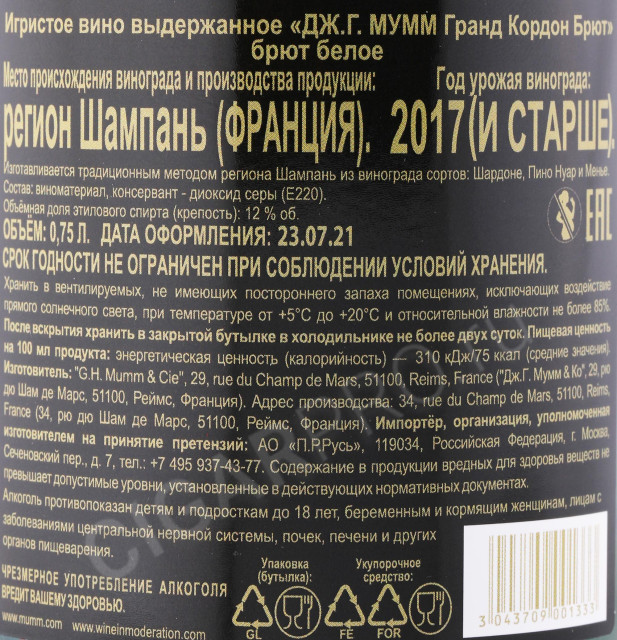 Игристое вино выдержанное «ДЖ.Г. МУММ Гранд Кордон Брют»
брют белое
Место происхождения винограда и производства продукции: Год урожая винограда:
регион Шампань (ФРАНЦИЯ). 2017 (И СТАРШЕ).
Изготавливается традиционным методом региона Шампань из винограда сортов: Шардоне, Пино Нуар и Менье.
Состав: виноматериал, консервант - диоксид серы (Е220).
Объёмная доля этилового спирта (крепость): 12 % об.
ОБЪЁМ: 0,75 Л. ДАТА ОФОРМЛЕНИЯ: 23.07.21
СРОК ГОДНОСТИ НЕ ОГРАНИЧЕН ПРИ СОБЛЮДЕНИИ УСЛОВИЙ ХРАНЕНИЯ.
Хранить в вентилируемых, не имеющих постороннего запаха помещениях, исключающих воздействие
прямого солнечного света, при температуре от +5°С до +20°С и относительной влажности не более 85%.
После вскрытия хранить в закрытой бутылке в холодильнике не более двух суток. Пищевая ценность
на 100 мл продукта: энергетическая ценность (калорийность) — 310 кДж/75 ккал (средние значения).
Изготовитель: "G.H. Mumm & Cie", 29, rue du Champ de Mars, 51100, Reims, France ("Дж.Г. Мумм & Ко", 29, рю
дю Шам де Марс, 51100, Реймс, Франция). Адрес производства: 34, rue du Champ de Mars, 51100, Reims,
France (34, рю дю Шам де Марс, 51100, Реймс, Франция). Импортёр, организация, уполномоченная
изготовителем на принятие претензий: АО «П.Р.Русь», 119034, Российская Федерация, г. Москва,
Сеченовский пер., д. 7, тел.: +7 495 937-43-77. Содержание в продукции вредных для здоровья веществ не
превышает допустимые уровни, установленные в действующих нормативных документах.
Алкоголь противопоказан детям и подросткам до 18 лет, беременным и кормящим женщинам, лицам с
заболеваниями центральной нервной системы, почек, печени и других
органов пищеварения.
ЧРЕЗМЕРНОЕ УПОТРЕБЛЕНИЕ АЛКОГОЛЯ
ВРЕДИТ ВАШЕМУ ЗДОРОВЬЮ.
www.mumm.com www.wineinmoderation.com
Упаковка
(бутылка):
GL
Укупорочное
средство:
FE FOR
EAC
3 043709 001333
CIGARPRO.ru